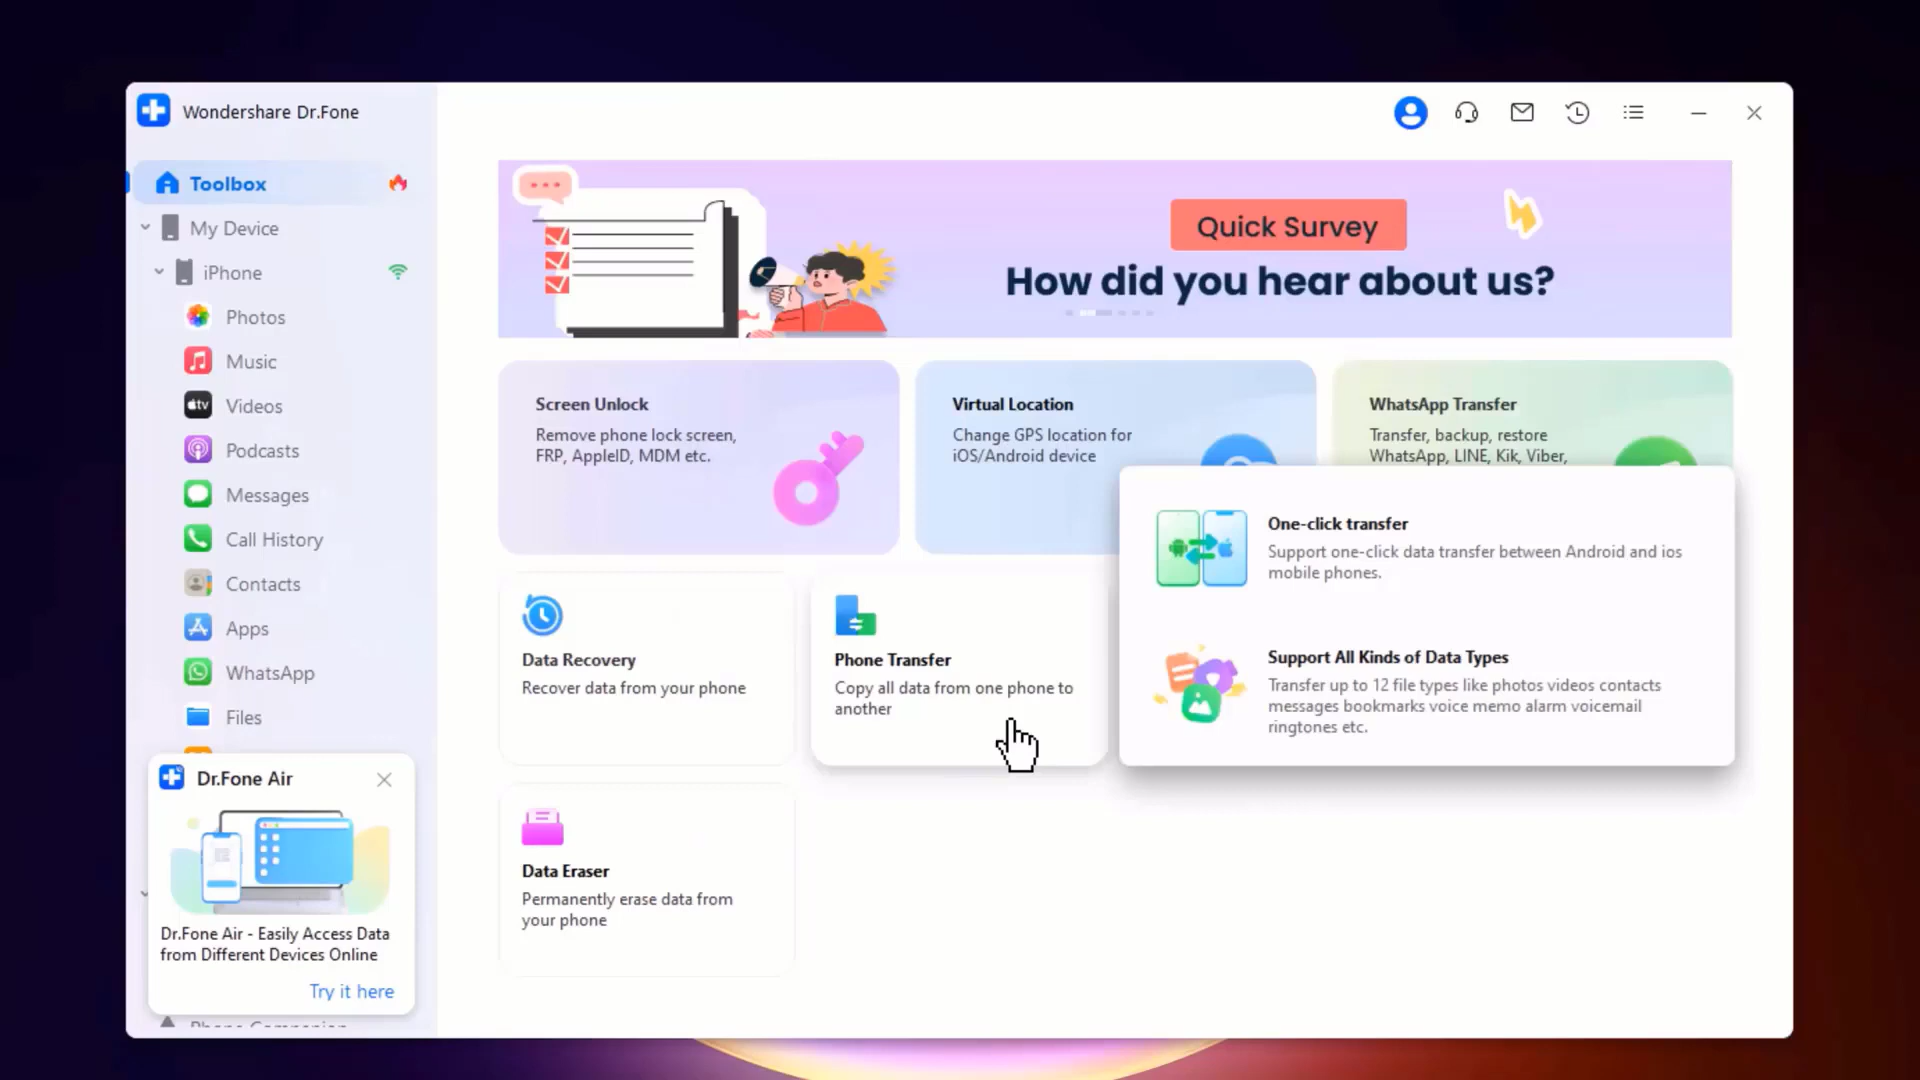 Wondershare Dr.Fone
Toolbox
My Device
iPhone
Photos
Music
Videos
Podcasts
Messages
Call History
Contacts
Apps
WhatsApp
Files
Dr.Fone Air
Dr.Fone Air - Easily Access Data
from Different Devices Online
Try it here
Quick Survey
How did you hear about us?
Screen Unlock
Remove phone lock screen,
FRP, AppleID, MDM etc.
Virtual Location
Change GPS location for
iOS/Android device
WhatsApp Transfer
Transfer, backup, restore
WhatsApp, LINE, Kik, Viber,
Data Recovery
Recover data from your phone
Phone Transfer
Copy all data from one phone to
another
One-click transfer
Support one-click data transfer between Android and ios
mobile phones.
Support All Kinds of Data Types
Transfer up to 12 file types like photos videos contacts
messages bookmarks voice memo alarm voicemail
ringtones etc.
Data Eraser
Permanently erase data from
your phone